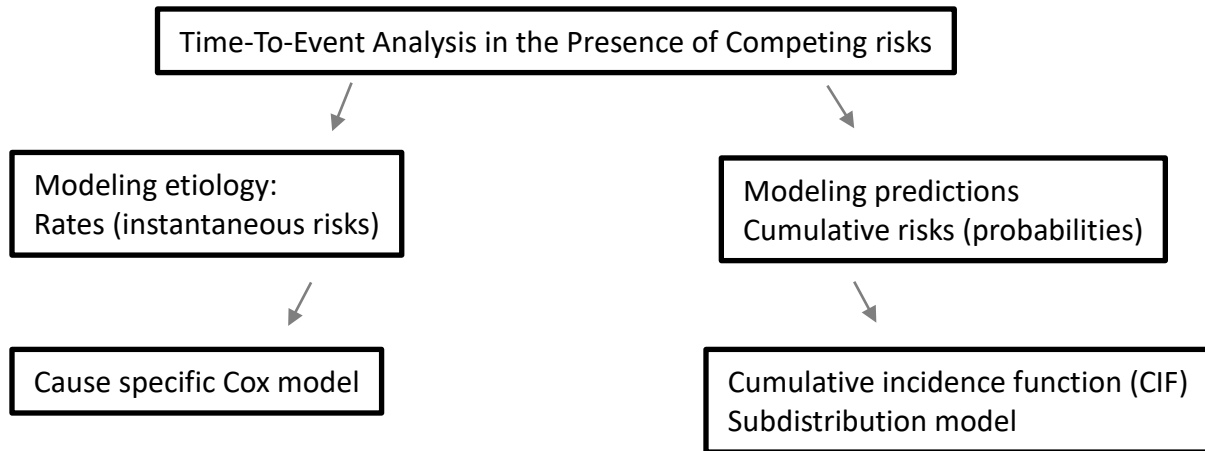 Time-To-Event Analysis in the Presence of Competing risks
Modeling etiology:
Rates (instantaneous risks)
Modeling predictions
Cumulative risks (probabilities)
Cause specific Cox model
Cumulative incidence function (CIF)
Subdistribution model